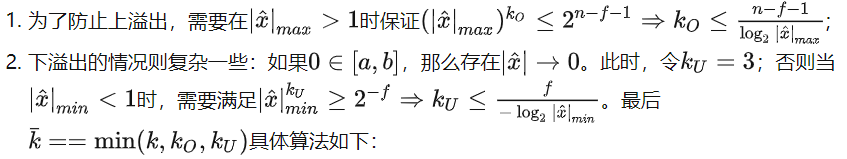 1. 为了防止上溢出，需要在$|\hat{x}|_{max} > 1$时保证$(|\hat{x}|_{max})^{k_O} \leq 2^{n-f-1} \Rightarrow k_O \leq \frac{n-f-1}{\log_2 |\hat{x}|_{max}}$；
2. 下溢出的情况则复杂一些：如果$0 \in [a, b]$，那么存在$|\hat{x}| \to 0$。此时，令$k_U = 3$；否则当
$|\hat{x}|_{min} < 1$时，需要满足$|\hat{x}|_{min}^{k_U} \geq 2^{-f} \Rightarrow k_U \leq \frac{f}{-\log_2 |\hat{x}|_{min}}$。最后
$\bar{k} == \min(k, k_O, k_U)$具体算法如下：